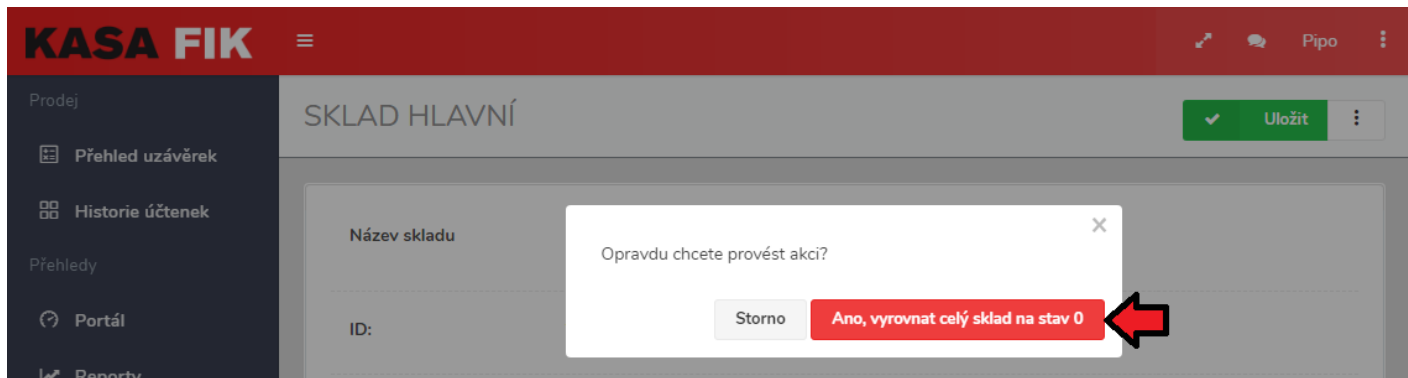 KASA FIK
Pipo
Prodej
SKLAD HLAVNÍ
Uložit
Přehled uzávěrek
Historie účtenek
Název skladu
Opravdu chcete provést akci?
Přehledy
Storno
Ano, vyrovnat celý sklad na stav 0
Portál
ID:
Reporty